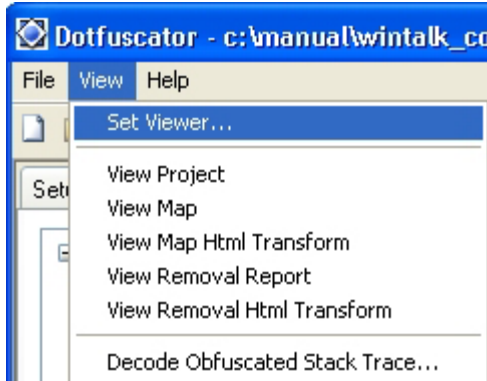 Dotfuscator - c:\manual\wintalk_co
File View Help
Set Viewer...
Setu
View Project
View Map
View Map Html Transform
View Removal Report
View Removal Html Transform
Decode Obfuscated Stack Trace...